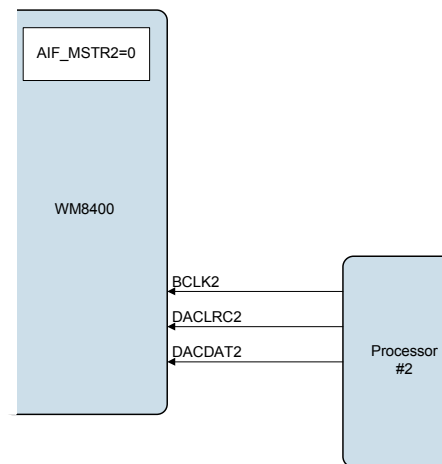 AIF_MSTR2=0
WM8400
BCLK2
DACLRC2
DACDAT2
Processor
#2